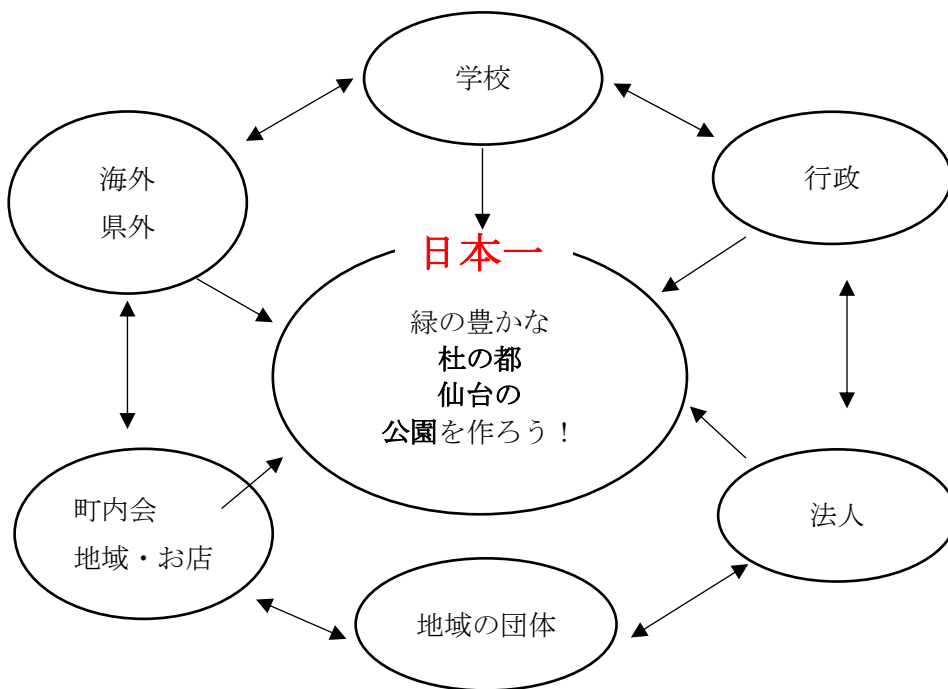 学校
海外
県外
行政
日本一
緑の豊かな
杜の都
仙台の
公園を作ろう！
町内会
地域・お店
法人
地域の団体